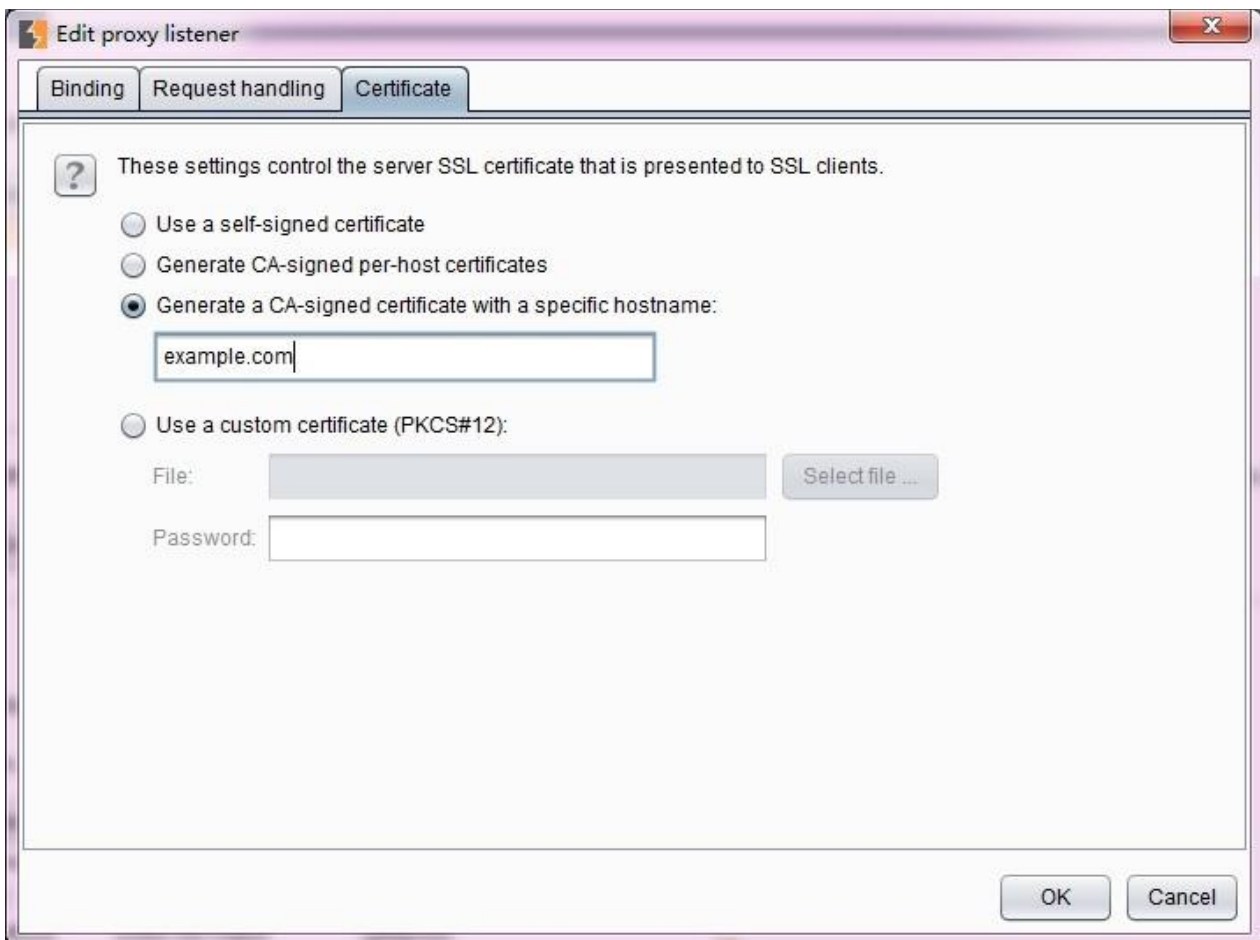 Edit proxy listener
Binding
Request handling
Certificate
These settings control the server SSL certificate that is presented to SSL clients.
Use a self-signed certificate
Generate CA-signed per-host certificates
Generate a CA-signed certificate with a specific hostname:
example.com
Use a custom certificate (PKCS#12):
File:
Select file ...
Password:
OK
Cancel